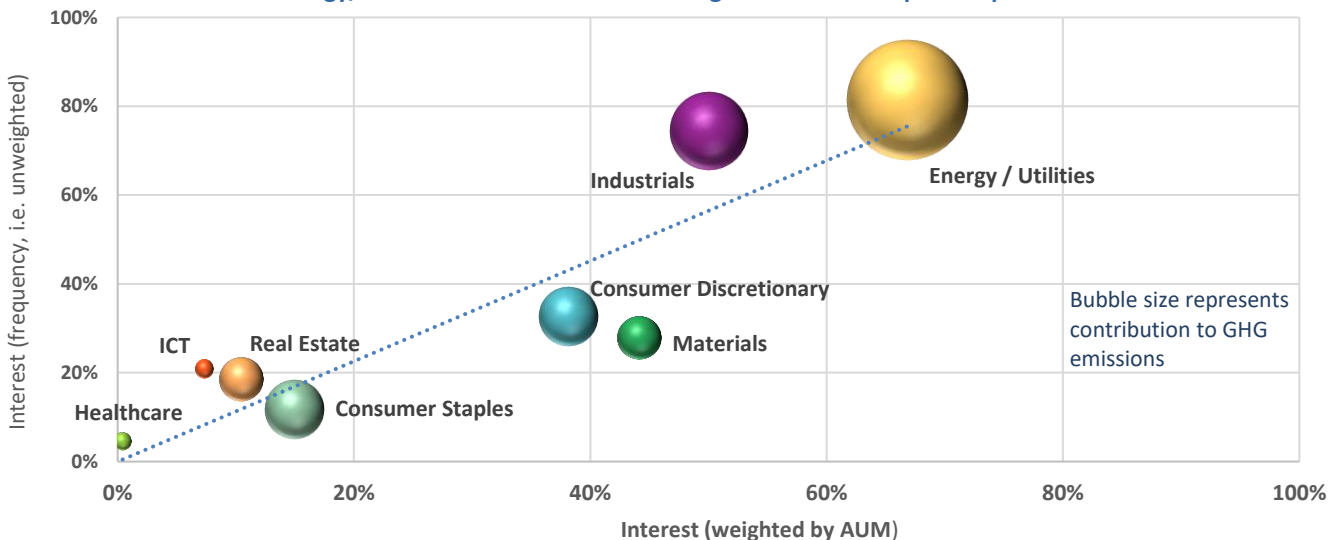 100%
80%
60%
40%
20%
0%
Interest (frequency, i.e. unweighted)
Industrials
Energy / Utilities
Consumer Discretionary
Materials
ICT
Real Estate
Healthcare
Consumer Staples
Bubble size represents
contribution to GHG
emissions
0%
20%
40%
60%
80%
100%
Interest (weighted by AUM)